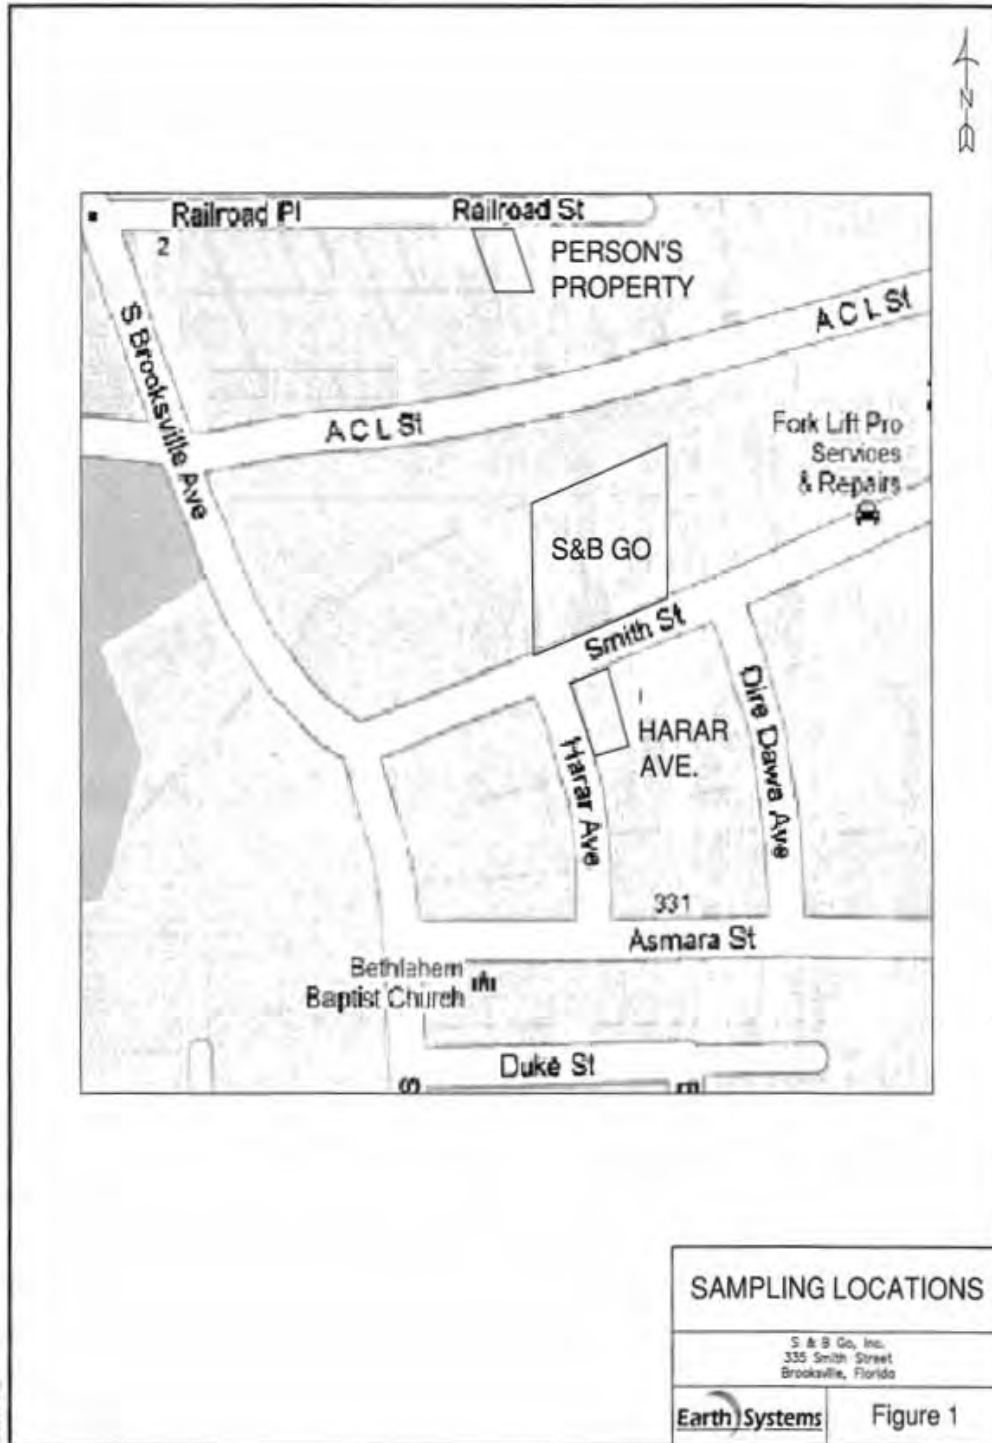 N
Railroad Pl
Railroad St
2
PERSON'S
PROPERTY
S Brooksville Ave
A C L St
A C L St
Fork Lift Pro
Services
& Repairs
S&B GO
Smith St
HARAR
AVE.
Harar Ave
Dire Dawa Ave
331
Asmara St
Bethlehem
Baptist Church
Duke St
S
SAMPLING LOCATIONS
S & B Go, Inc.
335 Smith Street
Brooksville, Florida
Earth Systems
Figure 1